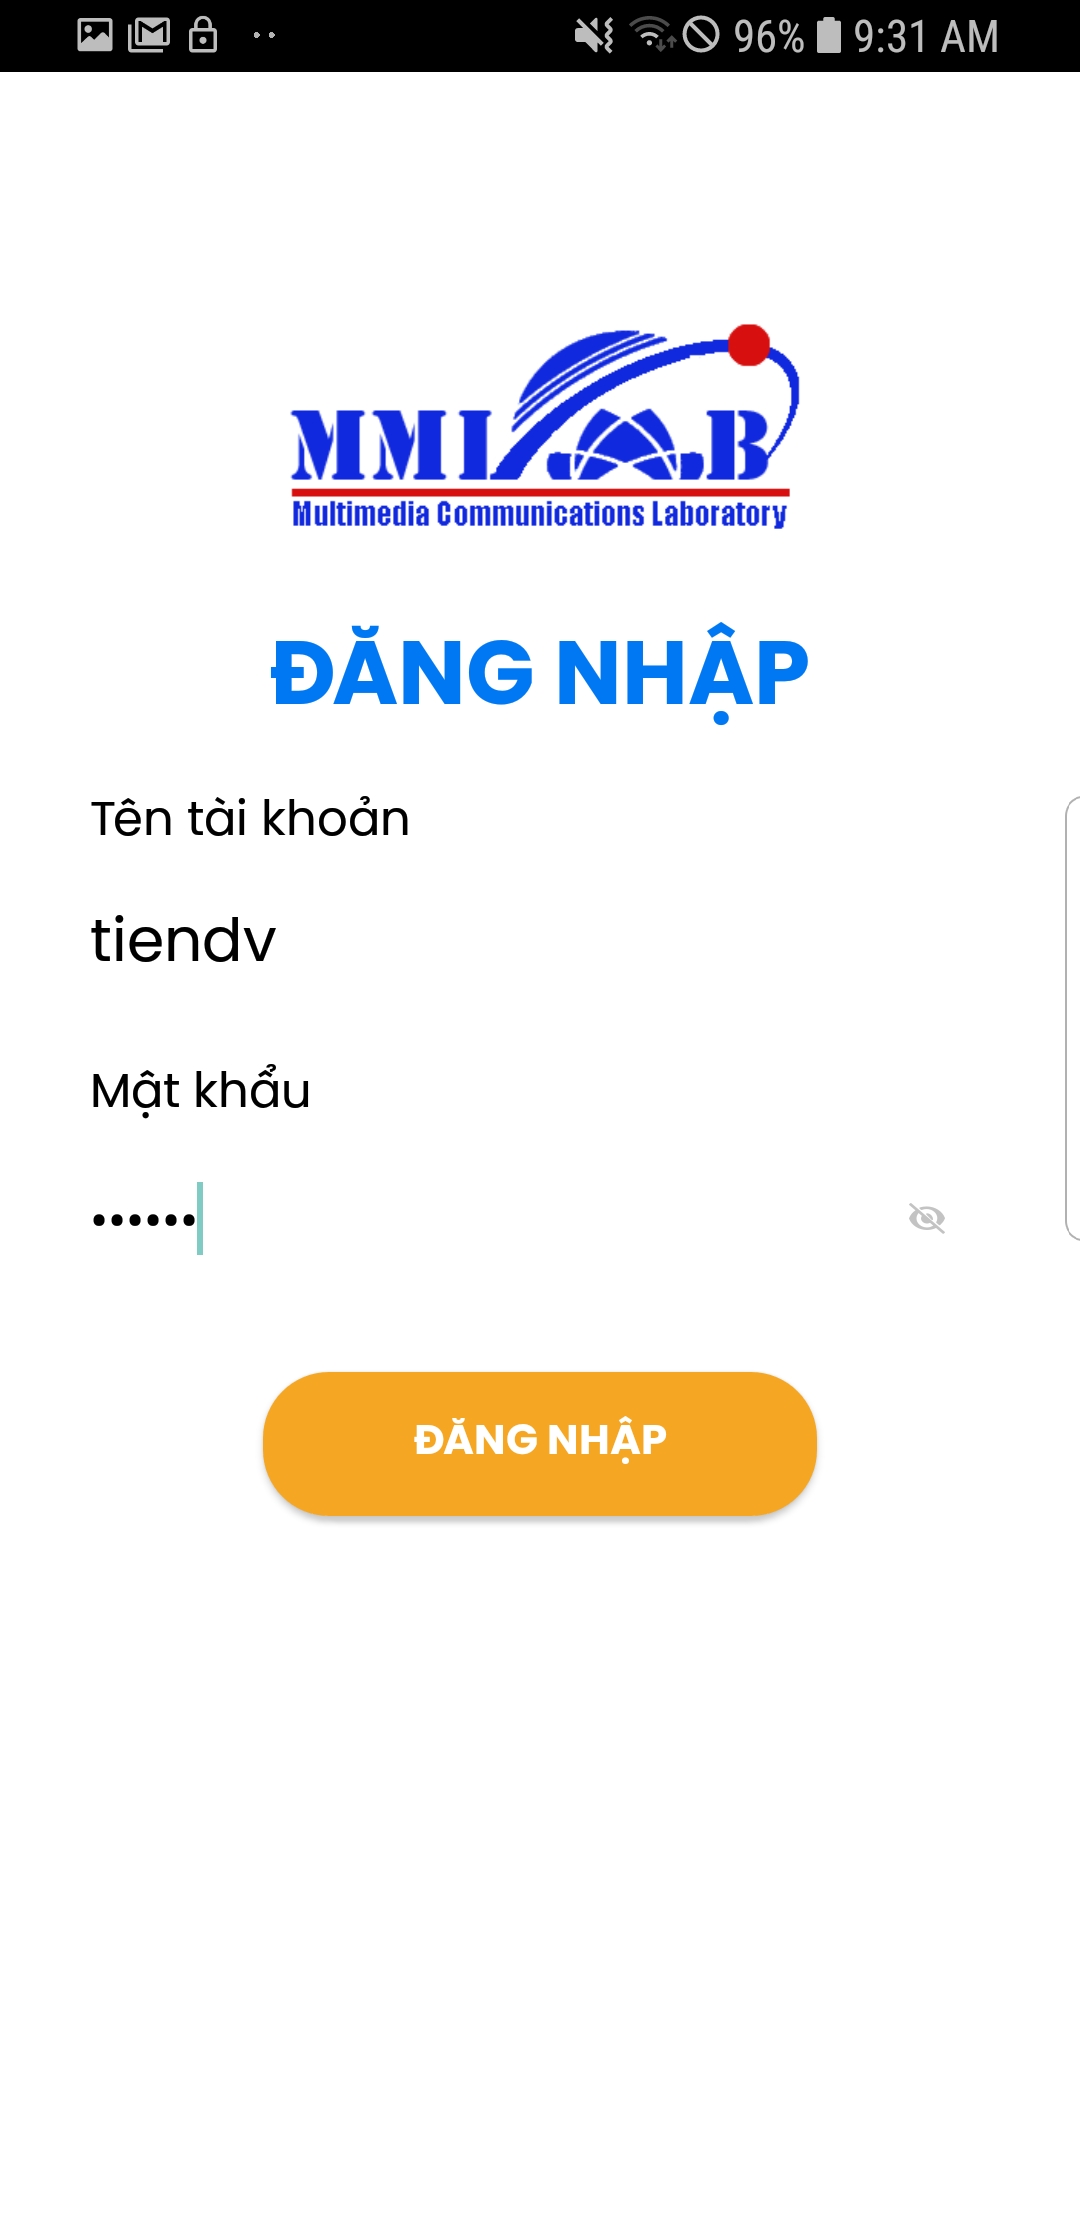 96% 9:31 AM
MMLAB
Multimedia Communications Laboratory
ĐĂNG NHẬP
Tên tài khoản
tiendv
Mật khẩu
••••••
ĐĂNG NHẬP